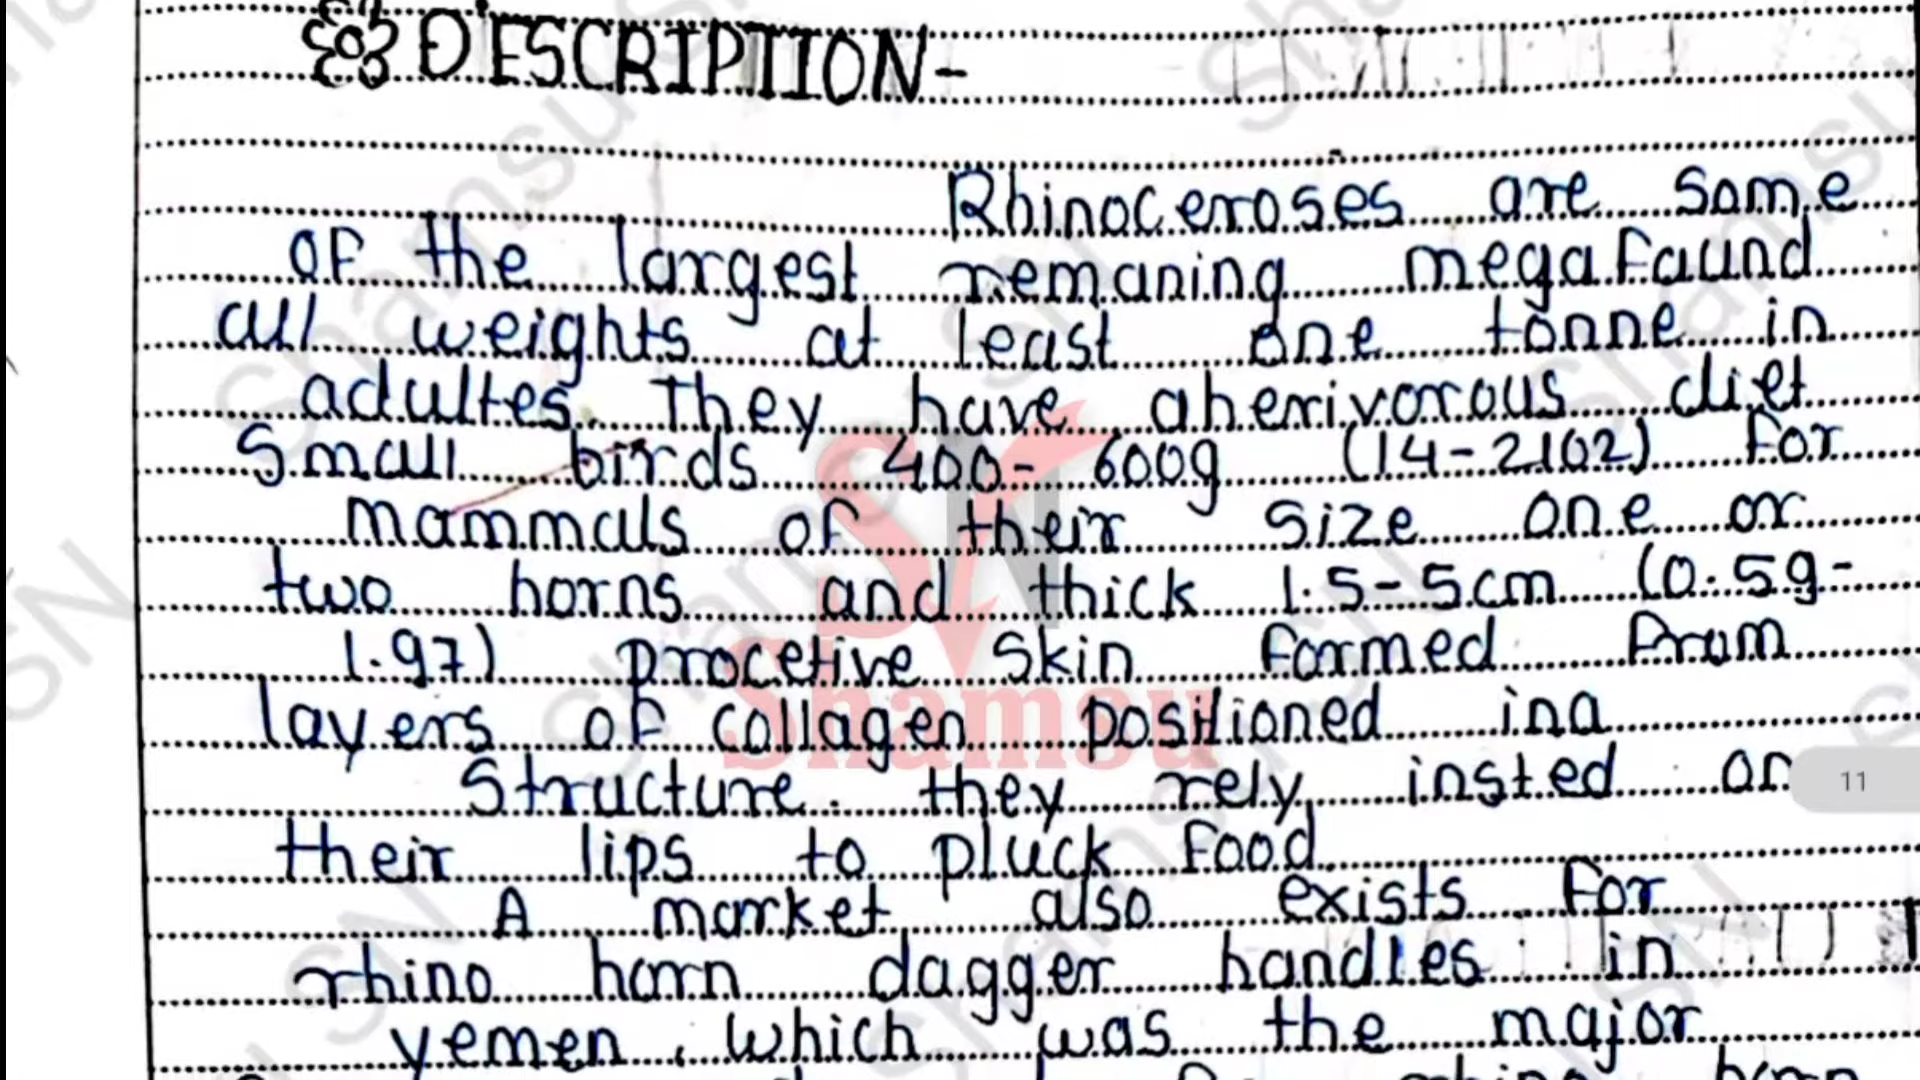 DESCRIPTION-
Rhinoceroses are some
of the largest remaning megafaund
all weights at least one tonne in
adultes. They have aherivorous diet
small birds 400- 600g (14-2102) for
mammals of their size one or
two horns and thick 1.5-5cm (0.59-
1.97) procetive skin formed from
layers of collagen positioned ina
structure. they rely insted on
their lips to pluck food
A market also exists for
rhino horn dagger handles in
yemen, which was the major
Shamsu
SN
11